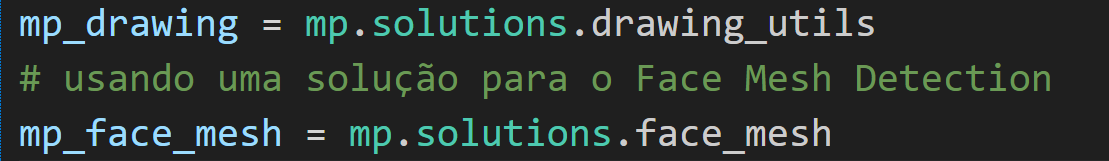 mp_drawing = mp.solutions.drawing_utils
# usando uma solução para o Face Mesh Detection
mp_face_mesh = mp.solutions.face_mesh